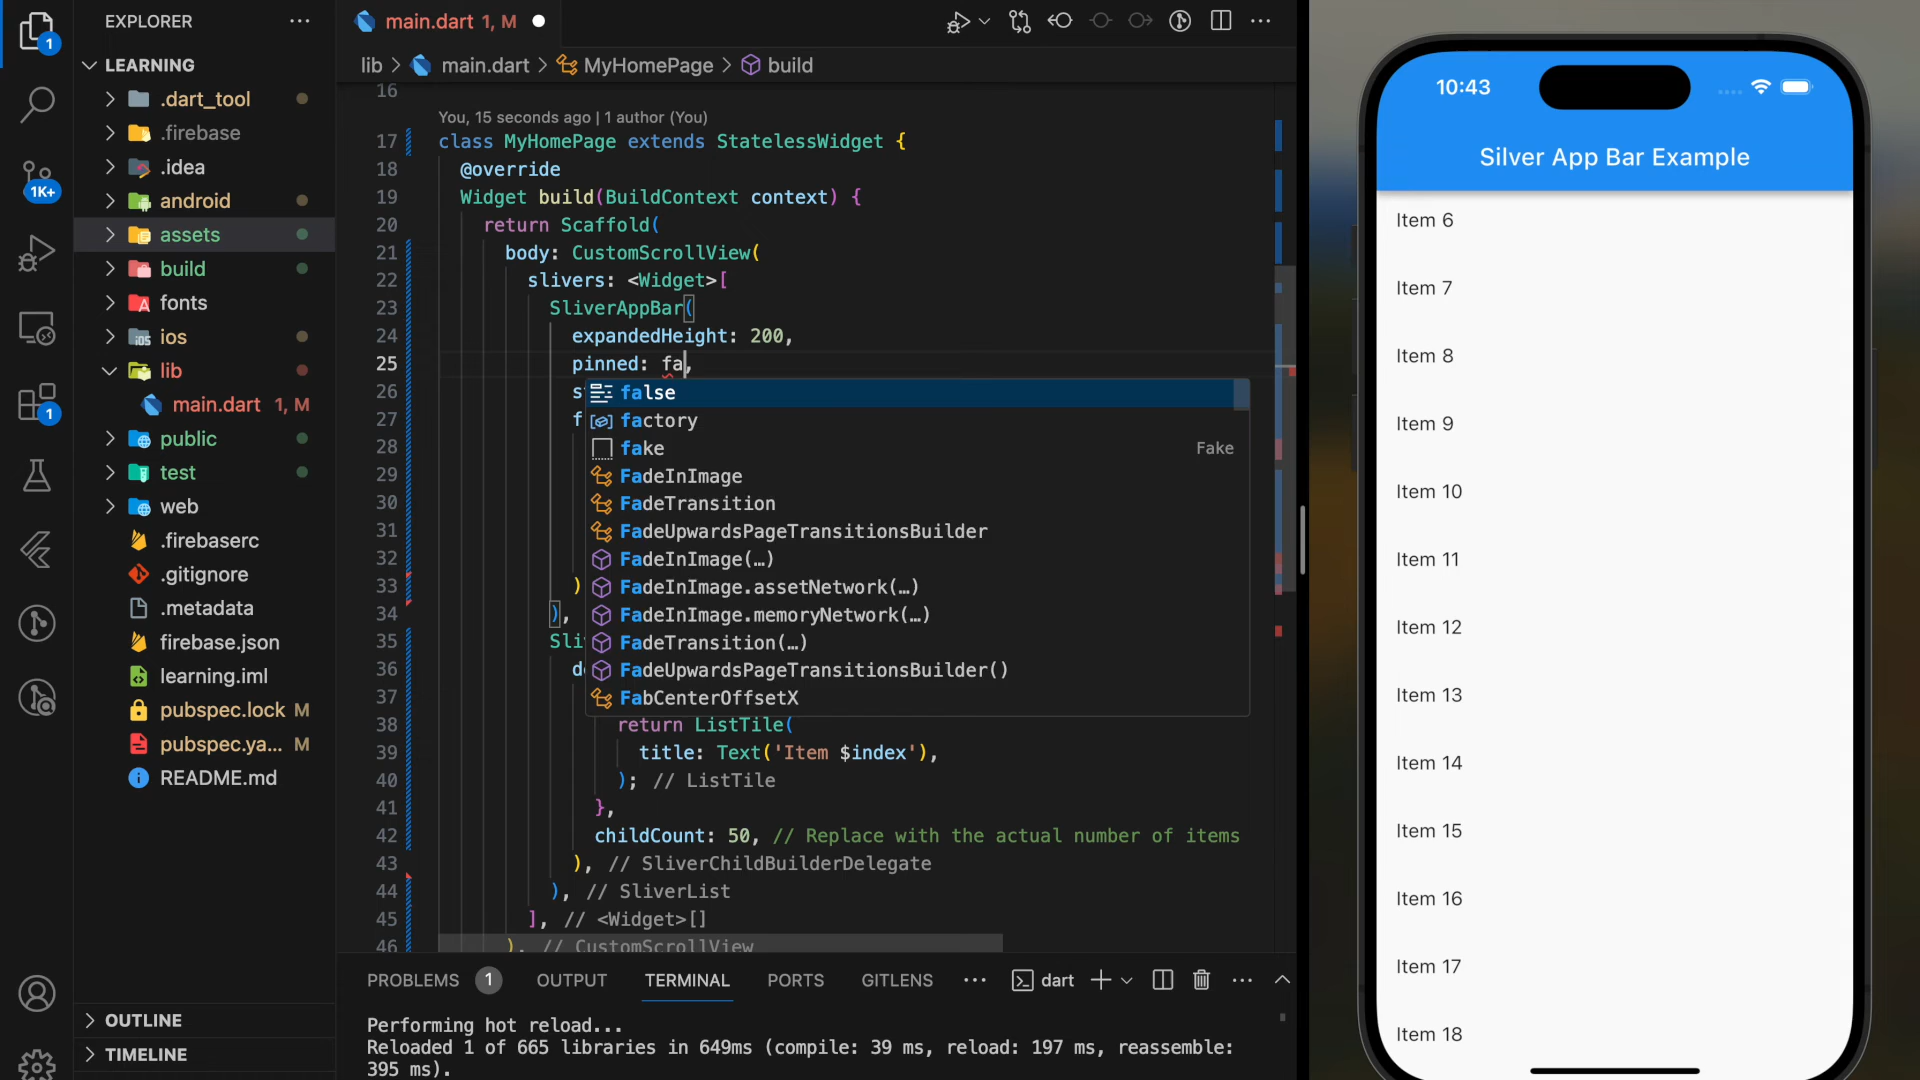 EXPLORER
LEARNING
.dart_tool
.firebase
.idea
android
assets
build
fonts
ios
lib
main.dart 1, M
public
test
web
.firebaserc
.gitignore
.metadata
firebase.json
learning.iml
pubspec.lock M
pubspec.ya... M
README.md
OUTLINE
TIMELINE
1
1K+
1
main.dart 1, M
lib > main.dart > MyHomePage > build
16
You, 15 seconds ago | 1 author (You)
17 class MyHomePage extends StatelessWidget {
18 @override
19 Widget build(BuildContext context) {
20 return Scaffold(
21 body: CustomScrollView(
22 slivers: <Widget>[
23 SliverAppBar(
24 expandedHeight: 200,
25 pinned: fa,
26 s
27 f
28
29
30
31
32
33 )
34 ),
35 Sli
36 de
37
38 return ListTile(
39 title: Text('Item $index'),
40 ); // ListTile
41 },
42 childCount: 50, // Replace with the actual number of items
43 ), // SliverChildBuilderDelegate
44 ), // SliverList
45 ], // <Widget>[]
46 ), // CustomScrollView
false
factory
fake Fake
FadeInImage
FadeTransition
FadeUpwardsPageTransitionsBuilder
FadeInImage(…)
FadeInImage.assetNetwork(…)
FadeInImage.memoryNetwork(…)
FadeTransition(…)
FadeUpwardsPageTransitionsBuilder()
FabCenterOffsetX
PROBLEMS 1 OUTPUT TERMINAL PORTS GITLENS dart
Performing hot reload...
Reloaded 1 of 665 libraries in 649ms (compile: 39 ms, reload: 197 ms, reassemble:
395 ms).
10:43
Silver App Bar Example
Item 6
Item 7
Item 8
Item 9
Item 10
Item 11
Item 12
Item 13
Item 14
Item 15
Item 16
Item 17
Item 18